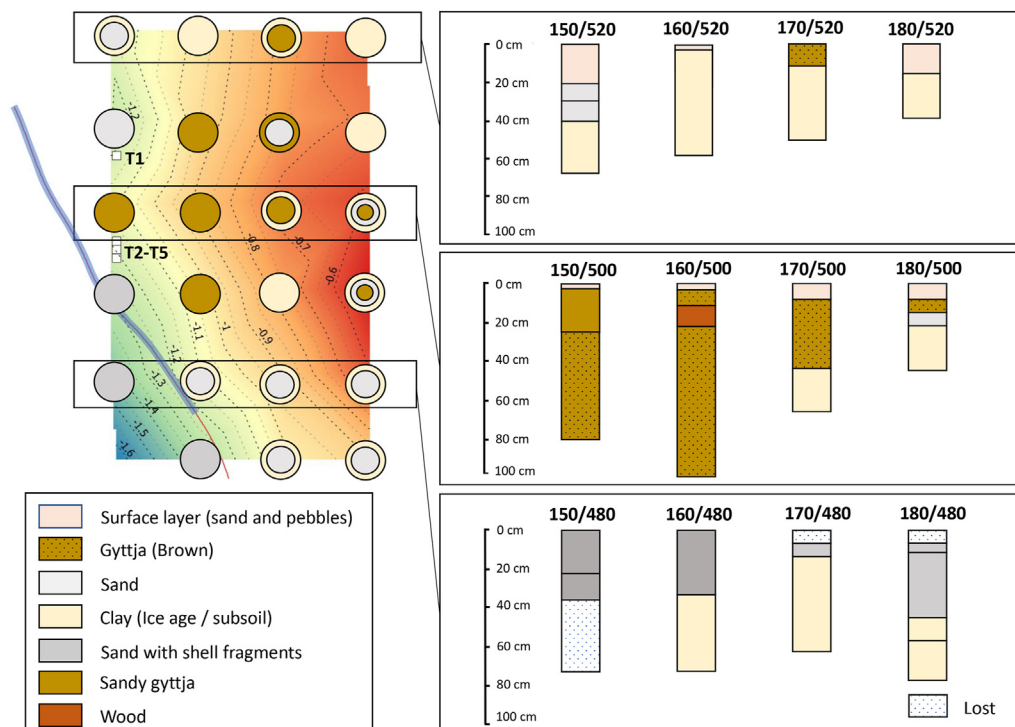 150/520 160/520 170/520 180/520
0 cm
20 cm
40 cm
60 cm
80 cm
100 cm
-1.2
T1
T2-T5
-0.8
-0.7
-0.6
-1.1
-1
-0.9
-1.2
-1.3
-1.4
-1.5
-1.6
150/500 160/500 170/500 180/500
0 cm
20 cm
40 cm
60 cm
80 cm
100 cm
150/480 160/480 170/480 180/480
0 cm
20 cm
40 cm
60 cm
80 cm
100 cm
Lost
Surface layer (sand and pebbles)
Gyttja (Brown)
Sand
Clay (Ice age / subsoil)
Sand with shell fragments
Sandy gyttja
Wood